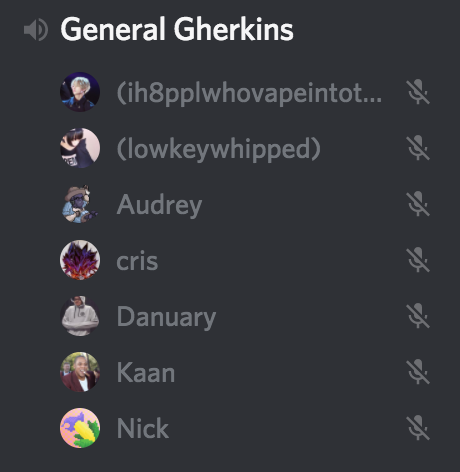 General Gherkins
(ih8pplwhovapeintot...
(lowkeywhipped)
Audrey
cris
Danuary
Kaan
Nick